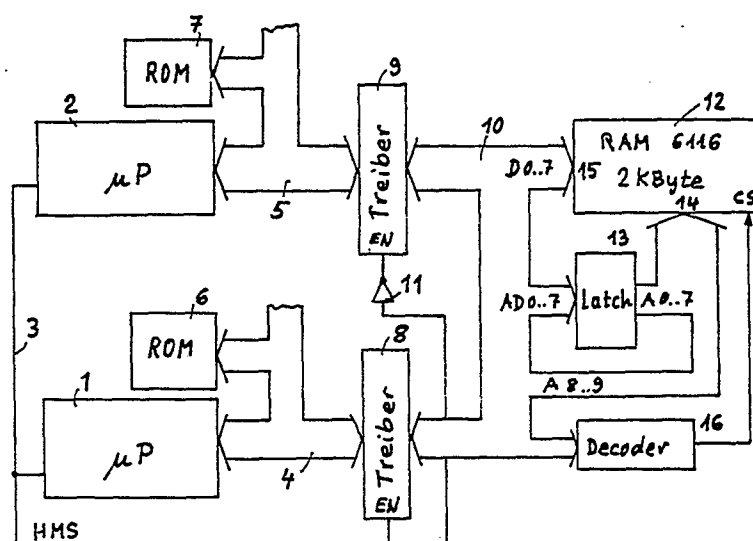 7
ROM
9
2
μP
Treiber
EN
10
12
RAM 6116
2 KByte
D0..7
15
14
CS
5
11
13
Latch
AD0..7
A0..7
6
ROM
3
8
1
μP
Treiber
EN
4
A8..9
16
Decoder
HMS